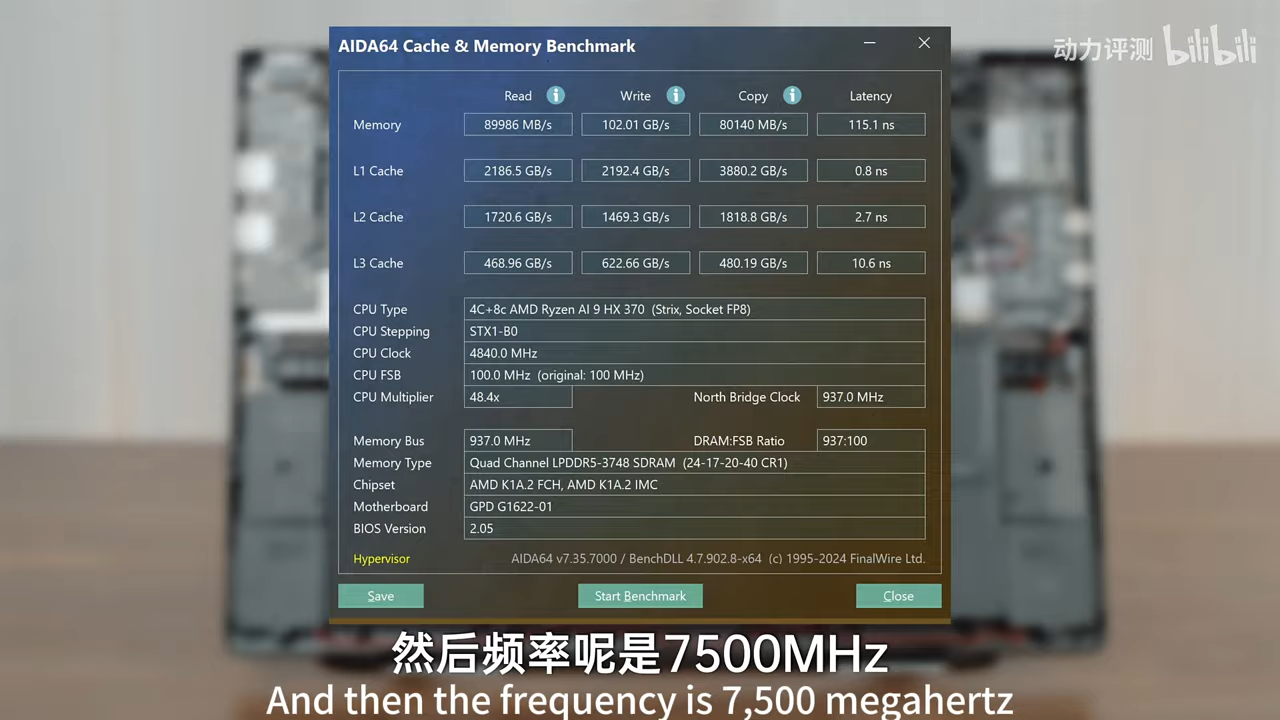 AIDA64 Cache & Memory Benchmark
动力评测 bilibili
Read Write Copy Latency
Memory 89986 MB/s 102.01 GB/s 80140 MB/s 115.1 ns
L1 Cache 2186.5 GB/s 2192.4 GB/s 3880.2 GB/s 0.8 ns
L2 Cache 1720.6 GB/s 1469.3 GB/s 1818.8 GB/s 2.7 ns
L3 Cache 468.96 GB/s 622.66 GB/s 480.19 GB/s 10.6 ns
CPU Type 4C+8c AMD Ryzen AI 9 HX 370 (Strix, Socket FP8)
CPU Stepping STX1-B0
CPU Clock 4840.0 MHz
CPU FSB 100.0 MHz (original: 100 MHz)
CPU Multiplier 48.4x North Bridge Clock 937.0 MHz
Memory Bus 937.0 MHz DRAM:FSB Ratio 937:100
Memory Type Quad Channel LPDDR5-3748 SDRAM (24-17-20-40 CR1)
Chipset AMD K1A.2 FCH, AMD K1A.2 IMC
Motherboard GPD G1622-01
BIOS Version 2.05
Hypervisor AIDA64 v7.35.7000 / BenchDLL 4.7.902.8-x64 (c) 1995-2024 FinalWire Ltd.
Save Start Benchmark Close
然后频率呢是7500MHz
And then the frequency is 7,500 megahertz